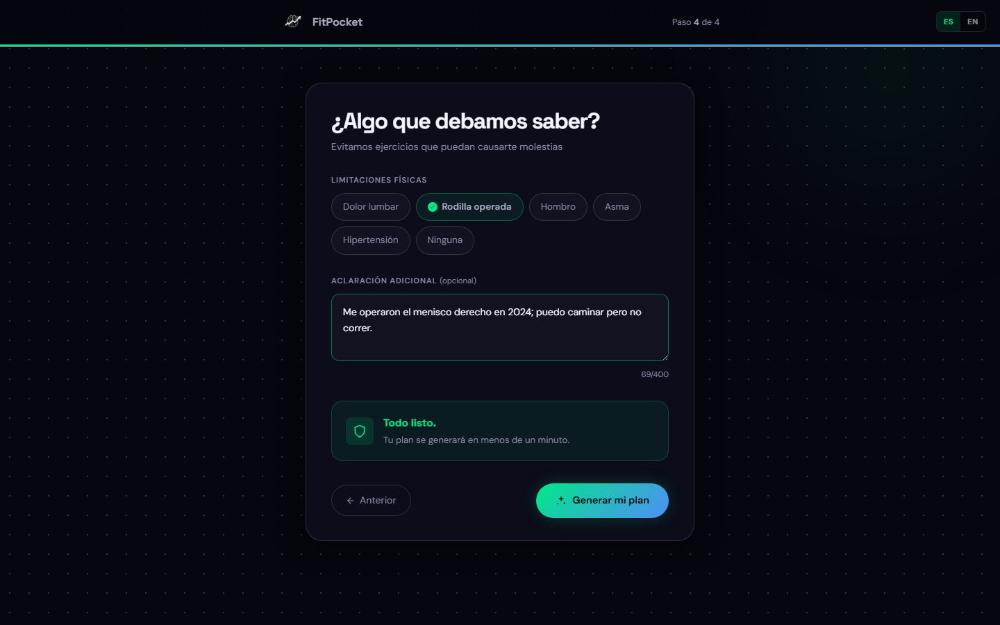 FitPocket
Paso 4 de 4
ES EN
¿Algo que debamos saber?
Evitamos ejercicios que puedan causarte molestias
LIMITACIONES FÍSICAS
Dolor lumbar
Rodilla operada
Hombro
Asma
Hipertensión
Ninguna
ACLARACIÓN ADICIONAL (opcional)
Me operaron el menisco derecho en 2024; puedo caminar pero no
correr.
69/400
Todo listo.
Tu plan se generará en menos de un minuto.
← Anterior
Generar mi plan